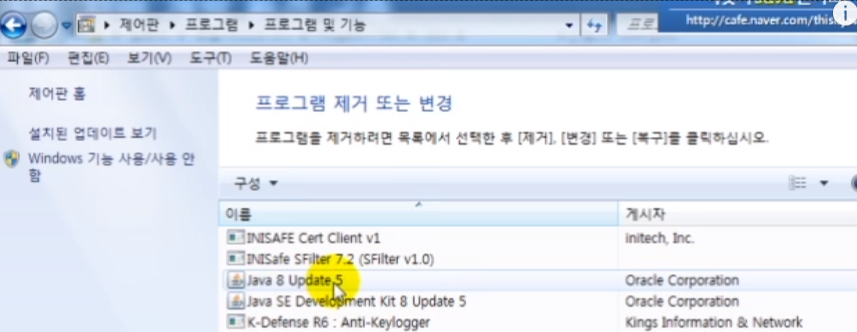 http://cafe.naver.com/this
제어판 ▸ 프로그램 ▸ 프로그램 및 기능
프로
파일(F) 편집(E) 보기(V) 도구(T) 도움말(H)
제어판 홈
설치된 업데이트 보기
Windows 기능 사용/사용 안
함
프로그램 제거 또는 변경
프로그램을 제거하려면 목록에서 선택한 후 [제거], [변경] 또는 [복구]를 클릭하십시오.
구성
이름 게시자
INISAFE Cert Client v1 initech, Inc.
INISafe SFilter 7.2 (SFilter v1.0)
Java 8 Update 5 Oracle Corporation
Java SE Development Kit 8 Update 5 Oracle Corporation
K-Defense R6 : Anti-Keylogger Kings Information & Network